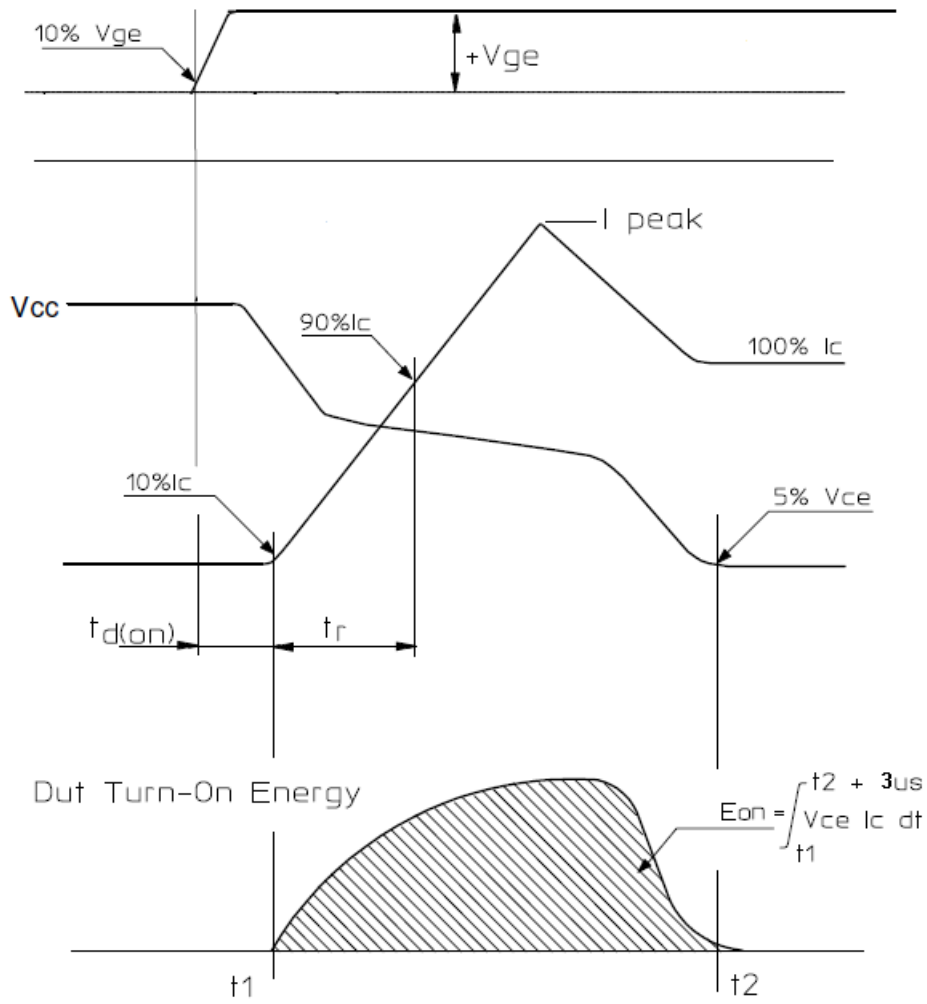 10% Vge
+Vge
I peak
Vcc
90%Ic
100% Ic
10%Ic
5% Vce
td(on)
tr
Dut Turn-On Energy
t2 + 3us
Eon = ∫ Vce Ic dt
t1
t1
t2